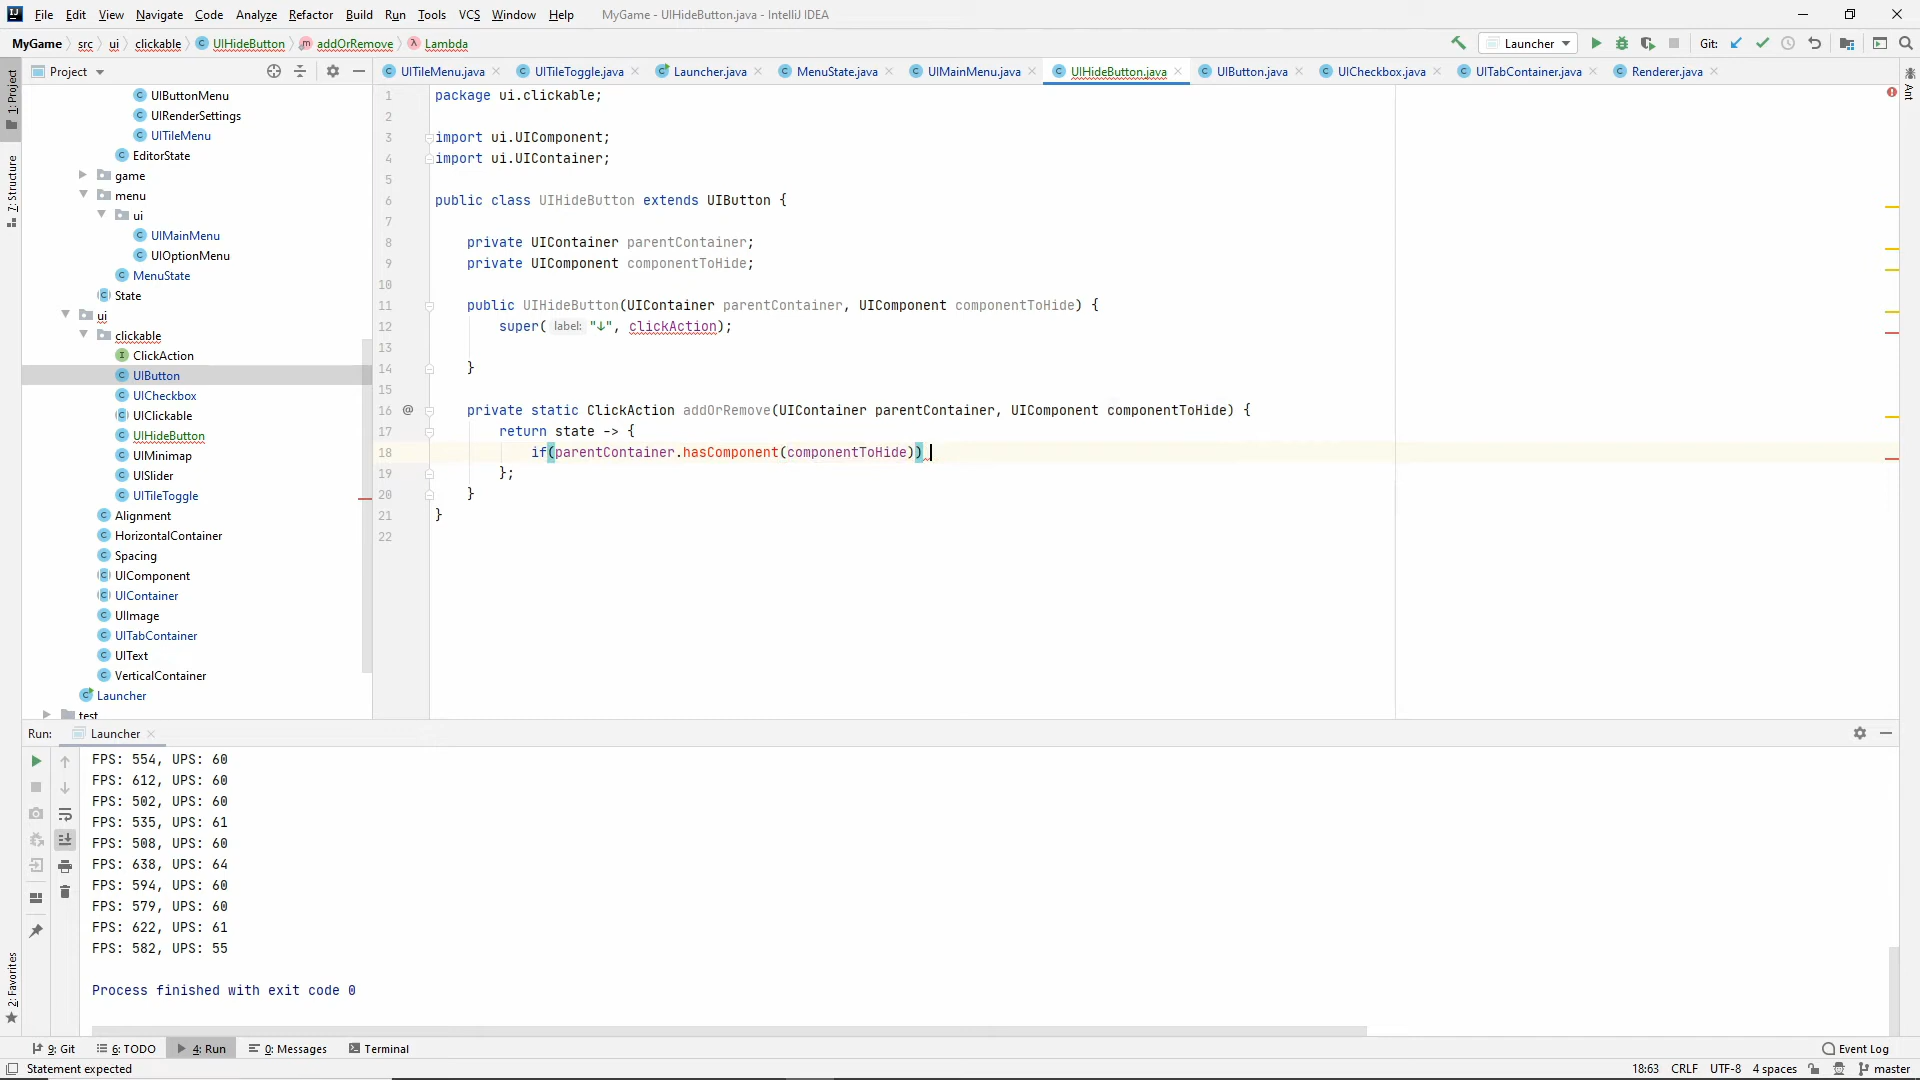 File Edit View Navigate Code Analyze Refactor Build Run Tools VCS Window Help MyGame - UIHideButton.java - IntelliJ IDEA
MyGame src ui clickable UIHideButton addOrRemove Lambda Launcher Git:
Project UITileMenu.java UITileToggle.java Launcher.java MenuState.java UIMainMenu.java UIHideButton.java UIButton.java UICheckbox.java UITabContainer.java Renderer.java
1: Project
7: Structure
2: Favorites
Ant
UIButtonMenu
UIRenderSettings
UITileMenu
EditorState
game
menu
ui
UIMainMenu
UIOptionMenu
MenuState
State
ui
clickable
ClickAction
UIButton
UICheckbox
UIClickable
UIHideButton
UIMinimap
UISlider
UITileToggle
Alignment
HorizontalContainer
Spacing
UIComponent
UIContainer
UIImage
UITabContainer
UIText
VerticalContainer
Launcher
test
1 package ui.clickable;
2
3 import ui.UIComponent;
4 import ui.UIContainer;
5
6 public class UIHideButton extends UIButton {
7
8 private UIContainer parentContainer;
9 private UIComponent componentToHide;
10
11 public UIHideButton(UIContainer parentContainer, UIComponent componentToHide) {
12 super( label: "↓", clickAction);
13
14 }
15
16 @ private static ClickAction addOrRemove(UIContainer parentContainer, UIComponent componentToHide) {
17 return state -> {
18 if(parentContainer.hasComponent(componentToHide))
19 };
20 }
21 }
22
Run: Launcher
FPS: 554, UPS: 60
FPS: 612, UPS: 60
FPS: 502, UPS: 60
FPS: 535, UPS: 61
FPS: 508, UPS: 60
FPS: 638, UPS: 64
FPS: 594, UPS: 60
FPS: 579, UPS: 60
FPS: 622, UPS: 61
FPS: 582, UPS: 55
Process finished with exit code 0
9: Git 6: TODO 4: Run 0: Messages Terminal Event Log
Statement expected 18:63 CRLF UTF-8 4 spaces master